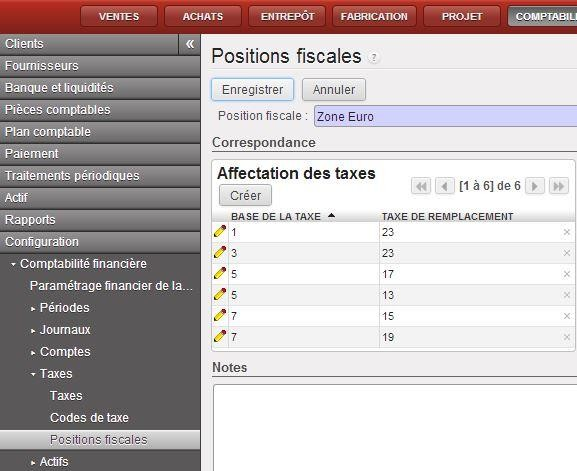 VENTES ACHATS ENTREPÔT FABRICATION PROJET COMPTABIL
Clients «
Fournisseurs
Banque et liquidités
Pièces comptables
Plan comptable
Paiement
Traitements périodiques
Actif
Rapports
Configuration
Comptabilité financière
Paramétrage financier de la...
Périodes
Journaux
Comptes
Taxes
Taxes
Codes de taxe
Positions fiscales
Actifs
Positions fiscales ?
Enregistrer Annuler
Position fiscale : Zone Euro
Correspondance
Affectation des taxes
Créer [1 à 6] de 6
BASE DE LA TAXE TAXE DE REMPLACEMENT
1 23
3 23
5 17
5 13
7 15
7 19
Notes